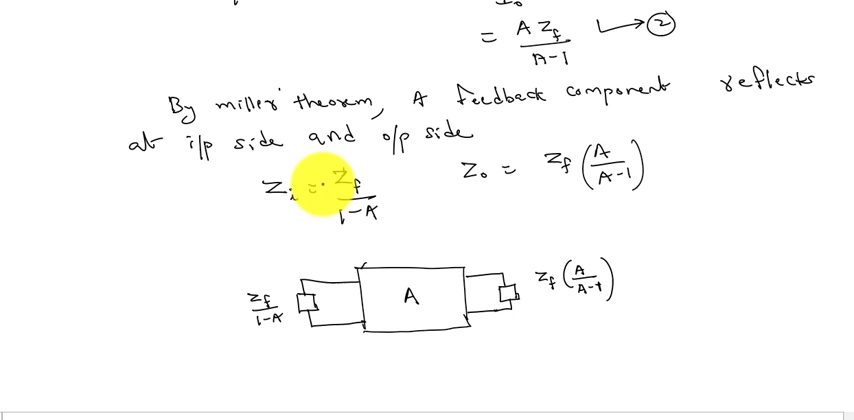 = A Zf / A-1 → ②
By miller' theorem, A feedback component reflects
at i/p side and o/p side
Zi = Zf / 1-A    Zo = Zf (A / A-1)
Zf / 1-A    A    Zf (A / A-1)